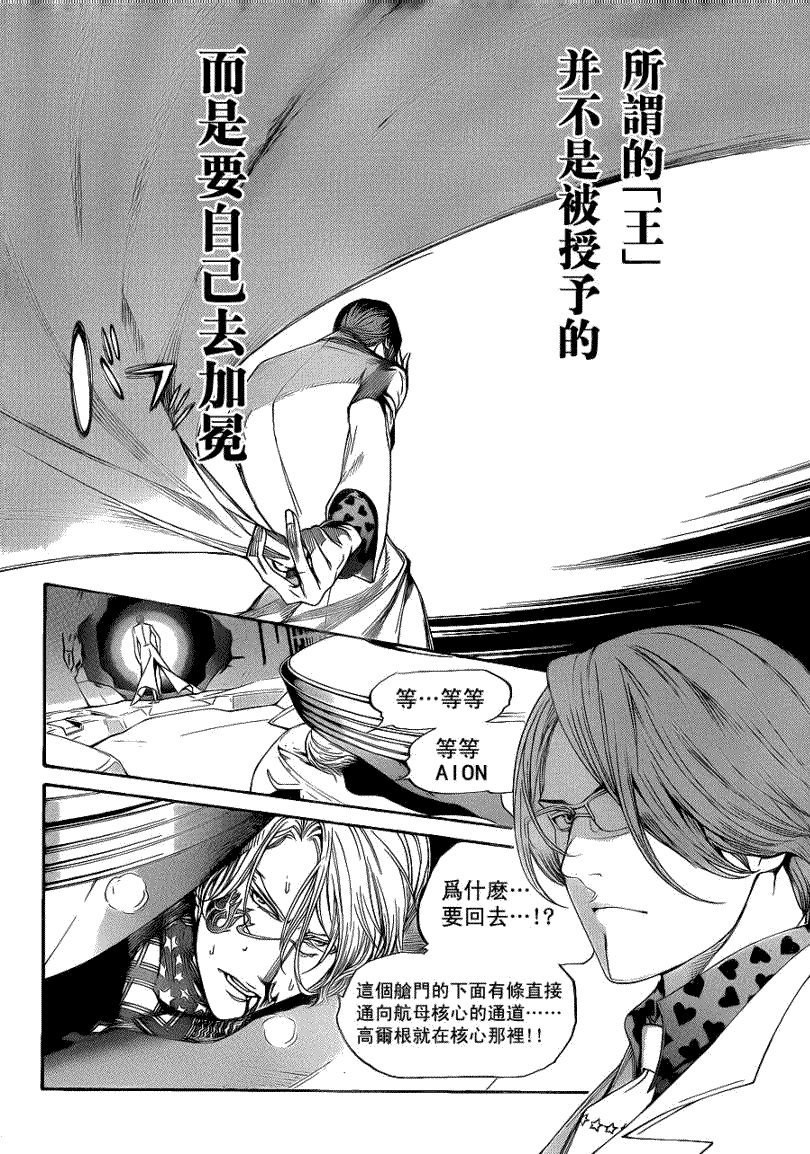 所謂的「王」
并不是被授予的
而是要自己去加冕
等…等等
等等
AION
爲什麽…
要回去…!?
這個艙門的下面有條直接
通向航母核心的通道……
高爾根就在核心那裡!!